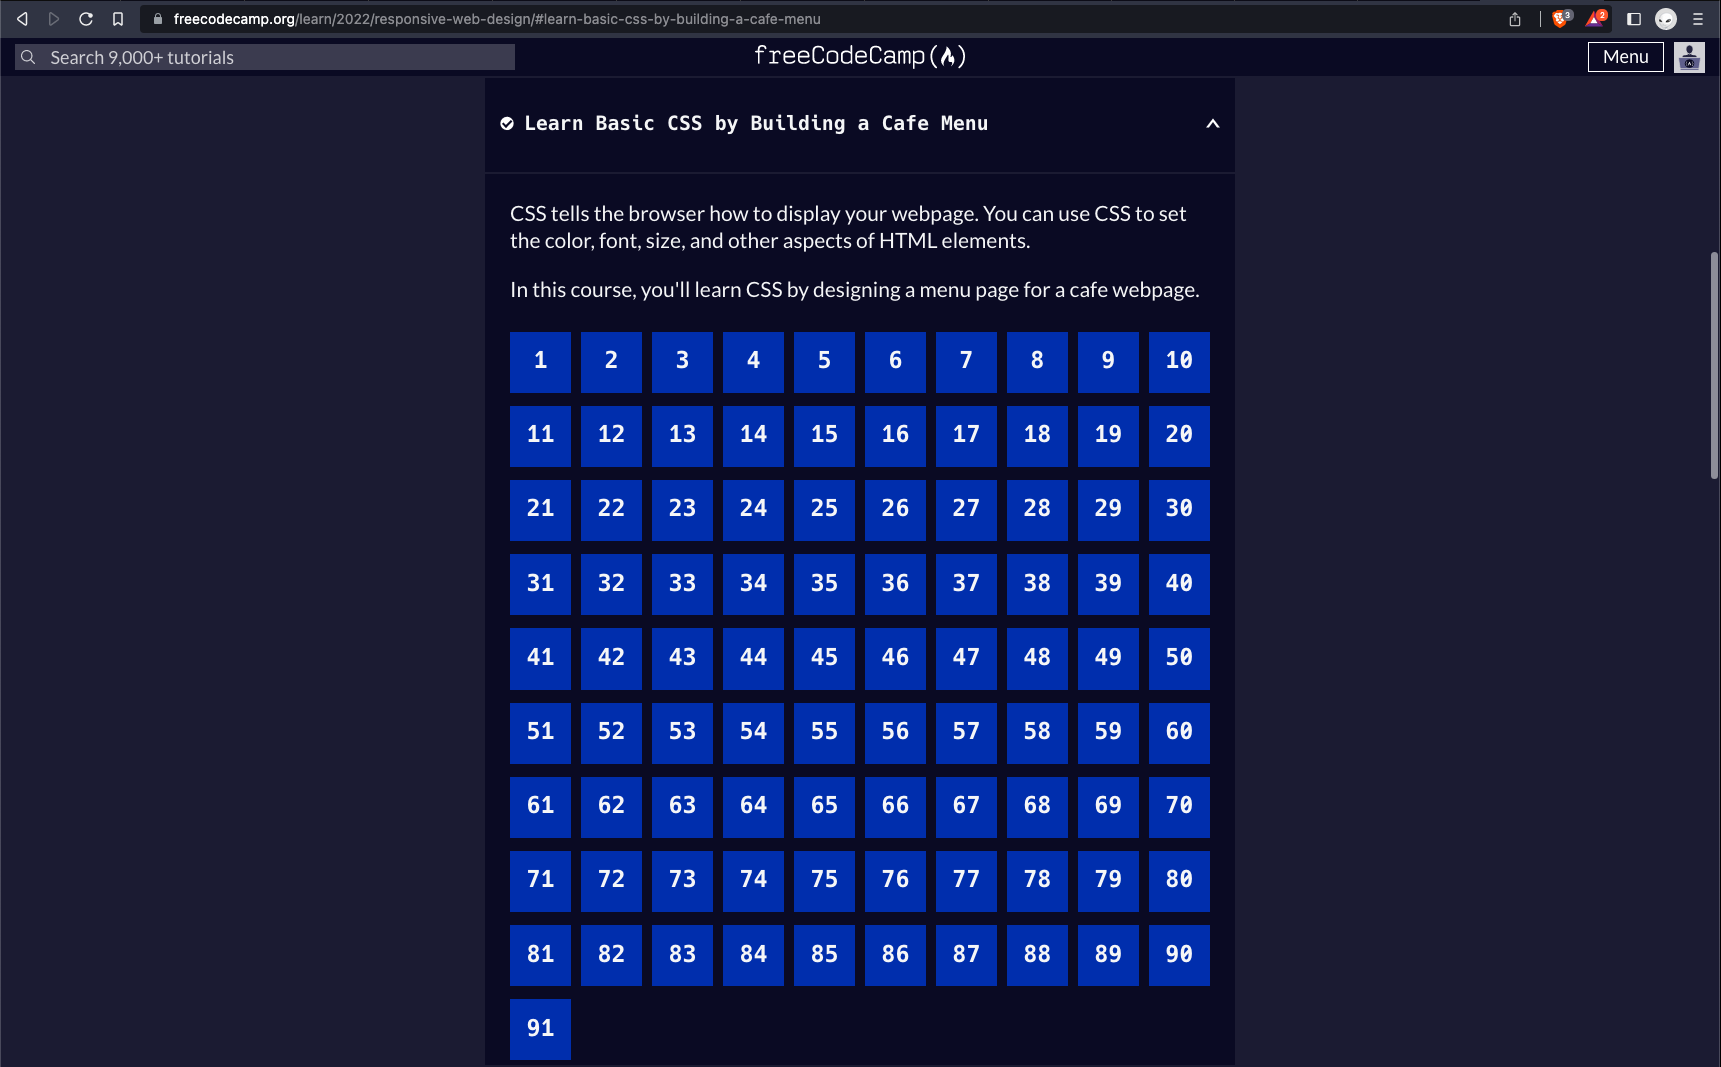 freecodecamp.org/learn/2022/responsive-web-design/#learn-basic-css-by-building-a-cafe-menu
3
2
Search 9,000+ tutorials
freeCodeCamp
Menu
Learn Basic CSS by Building a Cafe Menu
CSS tells the browser how to display your webpage. You can use CSS to set
the color, font, size, and other aspects of HTML elements.
In this course, you'll learn CSS by designing a menu page for a cafe webpage.
1 2 3 4 5 6 7 8 9 10
11 12 13 14 15 16 17 18 19 20
21 22 23 24 25 26 27 28 29 30
31 32 33 34 35 36 37 38 39 40
41 42 43 44 45 46 47 48 49 50
51 52 53 54 55 56 57 58 59 60
61 62 63 64 65 66 67 68 69 70
71 72 73 74 75 76 77 78 79 80
81 82 83 84 85 86 87 88 89 90
91